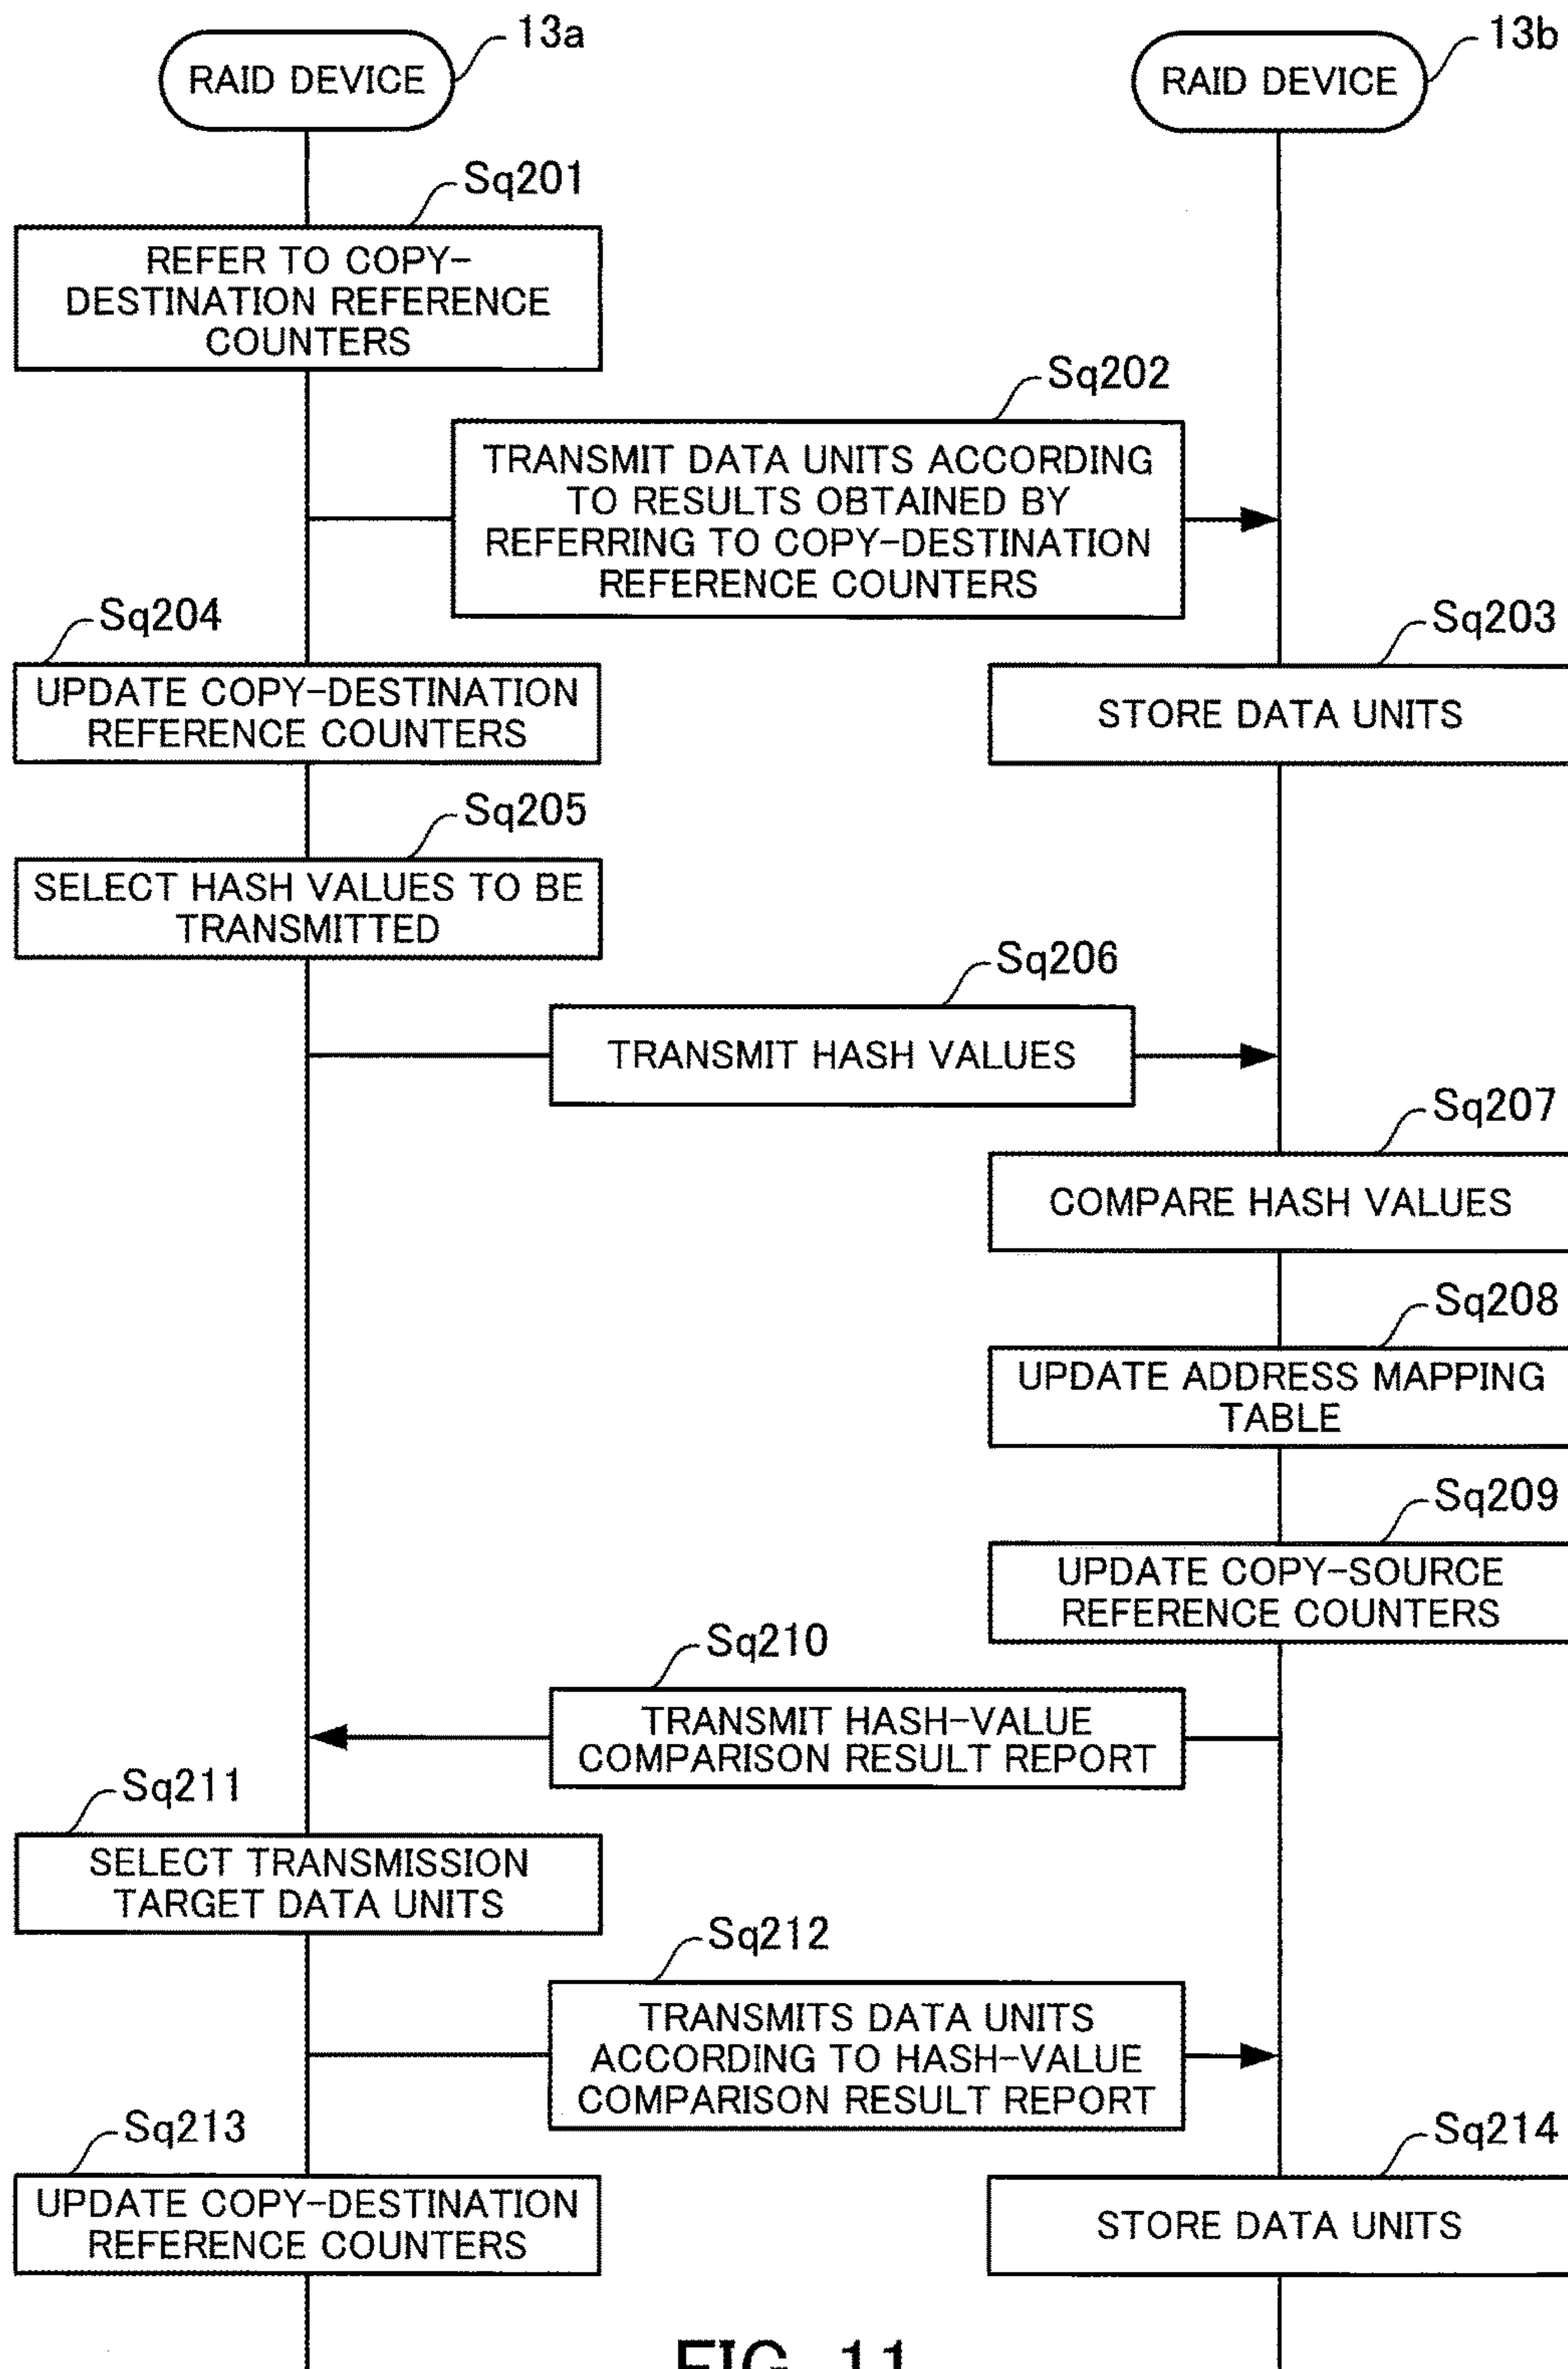 13a
13b
RAID DEVICE
RAID DEVICE
Sq201
REFER TO COPY-
DESTINATION REFERENCE
COUNTERS
Sq202
TRANSMIT DATA UNITS ACCORDING
TO RESULTS OBTAINED BY
REFERRING TO COPY-DESTINATION
REFERENCE COUNTERS
Sq204
UPDATE COPY-DESTINATION
REFERENCE COUNTERS
Sq203
STORE DATA UNITS
Sq205
SELECT HASH VALUES TO BE
TRANSMITTED
Sq206
TRANSMIT HASH VALUES
Sq207
COMPARE HASH VALUES
Sq208
UPDATE ADDRESS MAPPING
TABLE
Sq209
UPDATE COPY-SOURCE
REFERENCE COUNTERS
Sq210
TRANSMIT HASH-VALUE
COMPARISON RESULT REPORT
Sq211
SELECT TRANSMISSION
TARGET DATA UNITS
Sq212
TRANSMITS DATA UNITS
ACCORDING TO HASH-VALUE
COMPARISON RESULT REPORT
Sq213
UPDATE COPY-DESTINATION
REFERENCE COUNTERS
Sq214
STORE DATA UNITS
FIG. 11